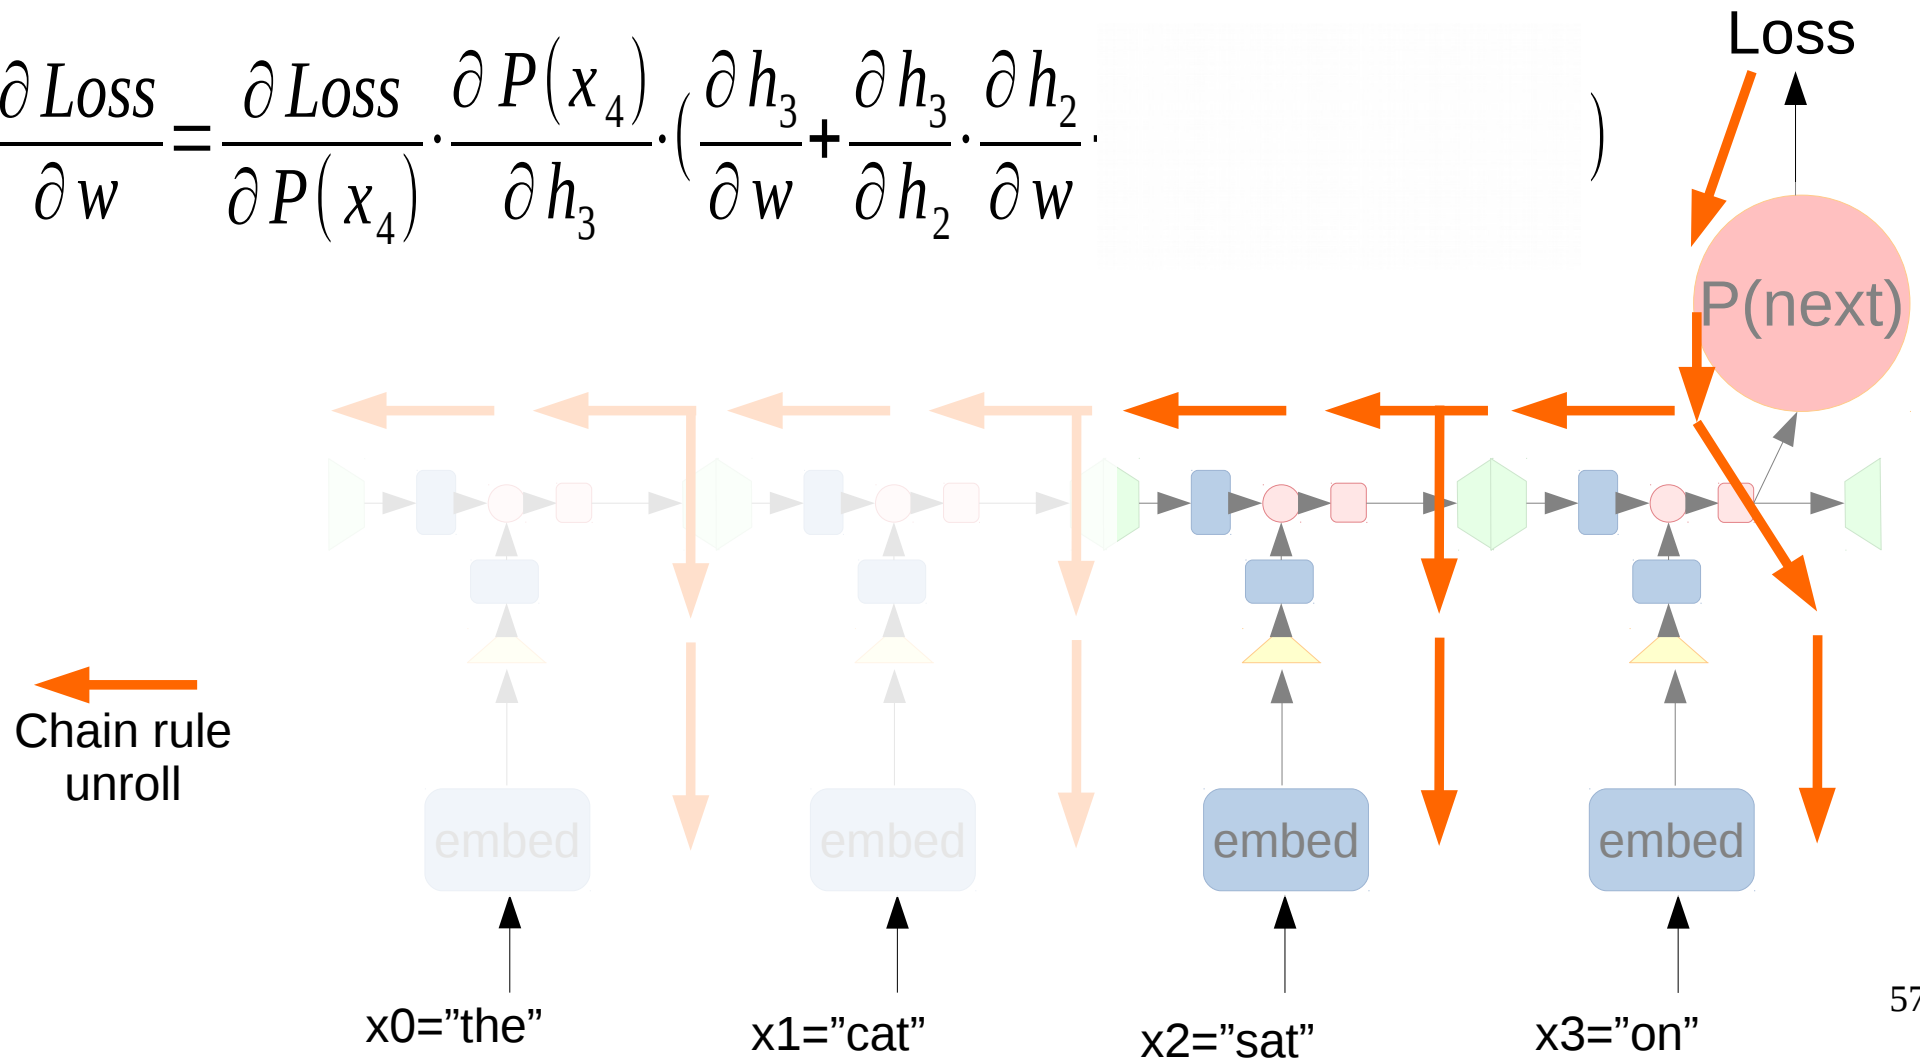 ∂Loss/∂w = ∂Loss/∂P(x₄) · ∂P(x₄)/∂h₃ · (∂h₃/∂w + ∂h₃/∂h₂ · ∂h₂/∂w )
Loss
P(next)
Chain rule
unroll
embed embed embed embed
x0=”the” x1=”cat” x2=”sat” x3=”on”
57